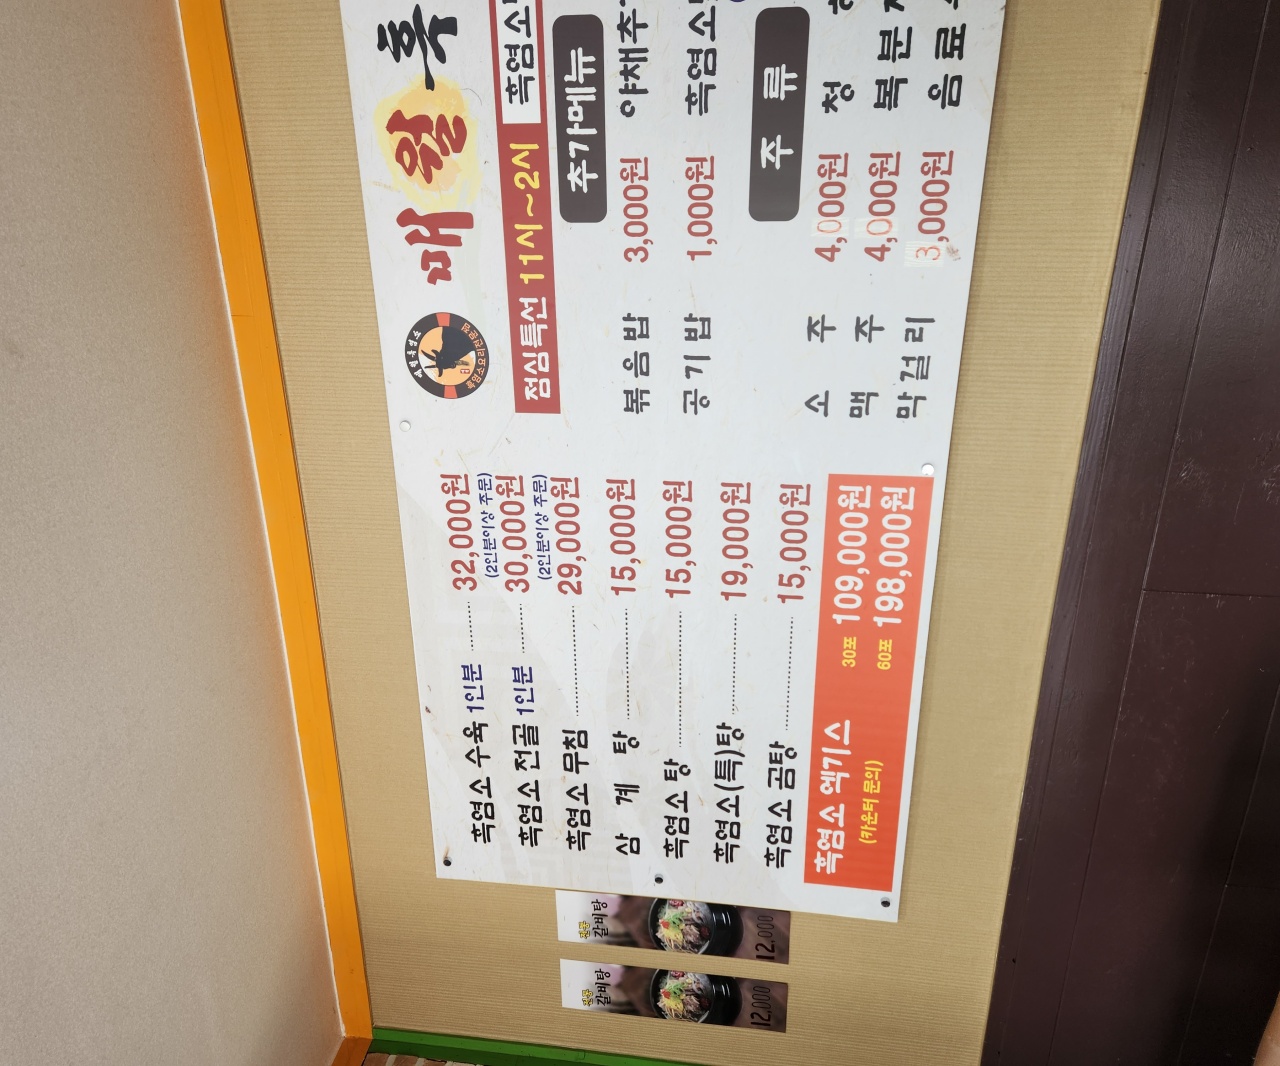 매월흑
흑염소 수육 1인분 32,000원
(2인분이상 주문)
흑염소 전골 1인분 30,000원
(2인분이상 주문)
흑염소 무침 29,000원
삼계탕 15,000원
흑염소 탕 15,000원
흑염소(특)탕 19,000원
흑염소 곰탕 15,000원
흑염소 엑기스 30포 109,000원
(카운터 문의) 60포 198,000원
점심특선 11시~2시 흑염소
추가메뉴
볶음밥 3,000원 야채추가
공기밥 1,000원 흑염소
주류
소주 4,000원 청
맥주 4,000원 복분
막걸리 3,000원 음료
갈비탕
12,000
갈비탕
12,000